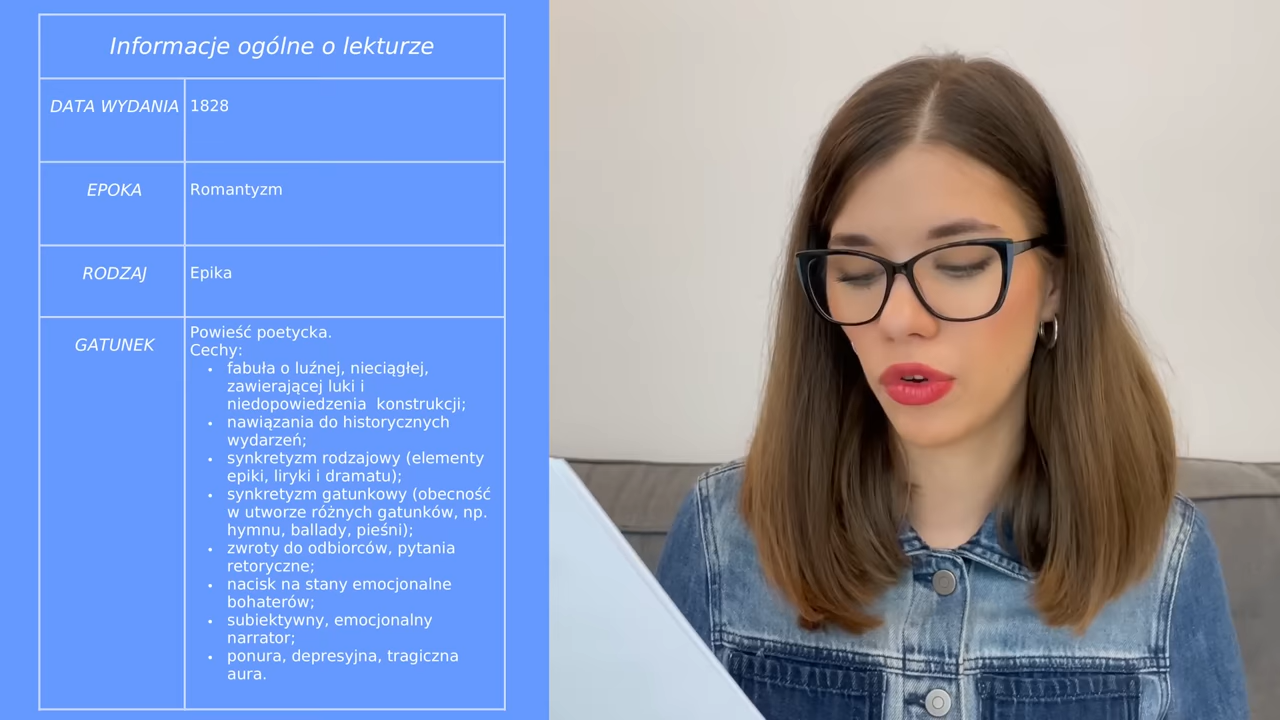 Informacje ogólne o lekturze
DATA WYDANIA
1828
EPOKA
Romantyzm
RODZAJ
Epika
GATUNEK
Powieść poetycka.
Cechy:
• fabuła o luźnej, nieciągłej,
zawierającej luki i
niedopowiedzenia  konstrukcji;
• nawiązania do historycznych
wydarzeń;
• synkretyzm rodzajowy (elementy
epiki, liryki i dramatu);
• synkretyzm gatunkowy (obecność
w utworze różnych gatunków, np.
hymnu, ballady, pieśni);
• zwroty do odbiorców, pytania
retoryczne;
• nacisk na stany emocjonalne
bohaterów;
• subiektywny, emocjonalny
narrator;
• ponura, depresyjna, tragiczna
aura.